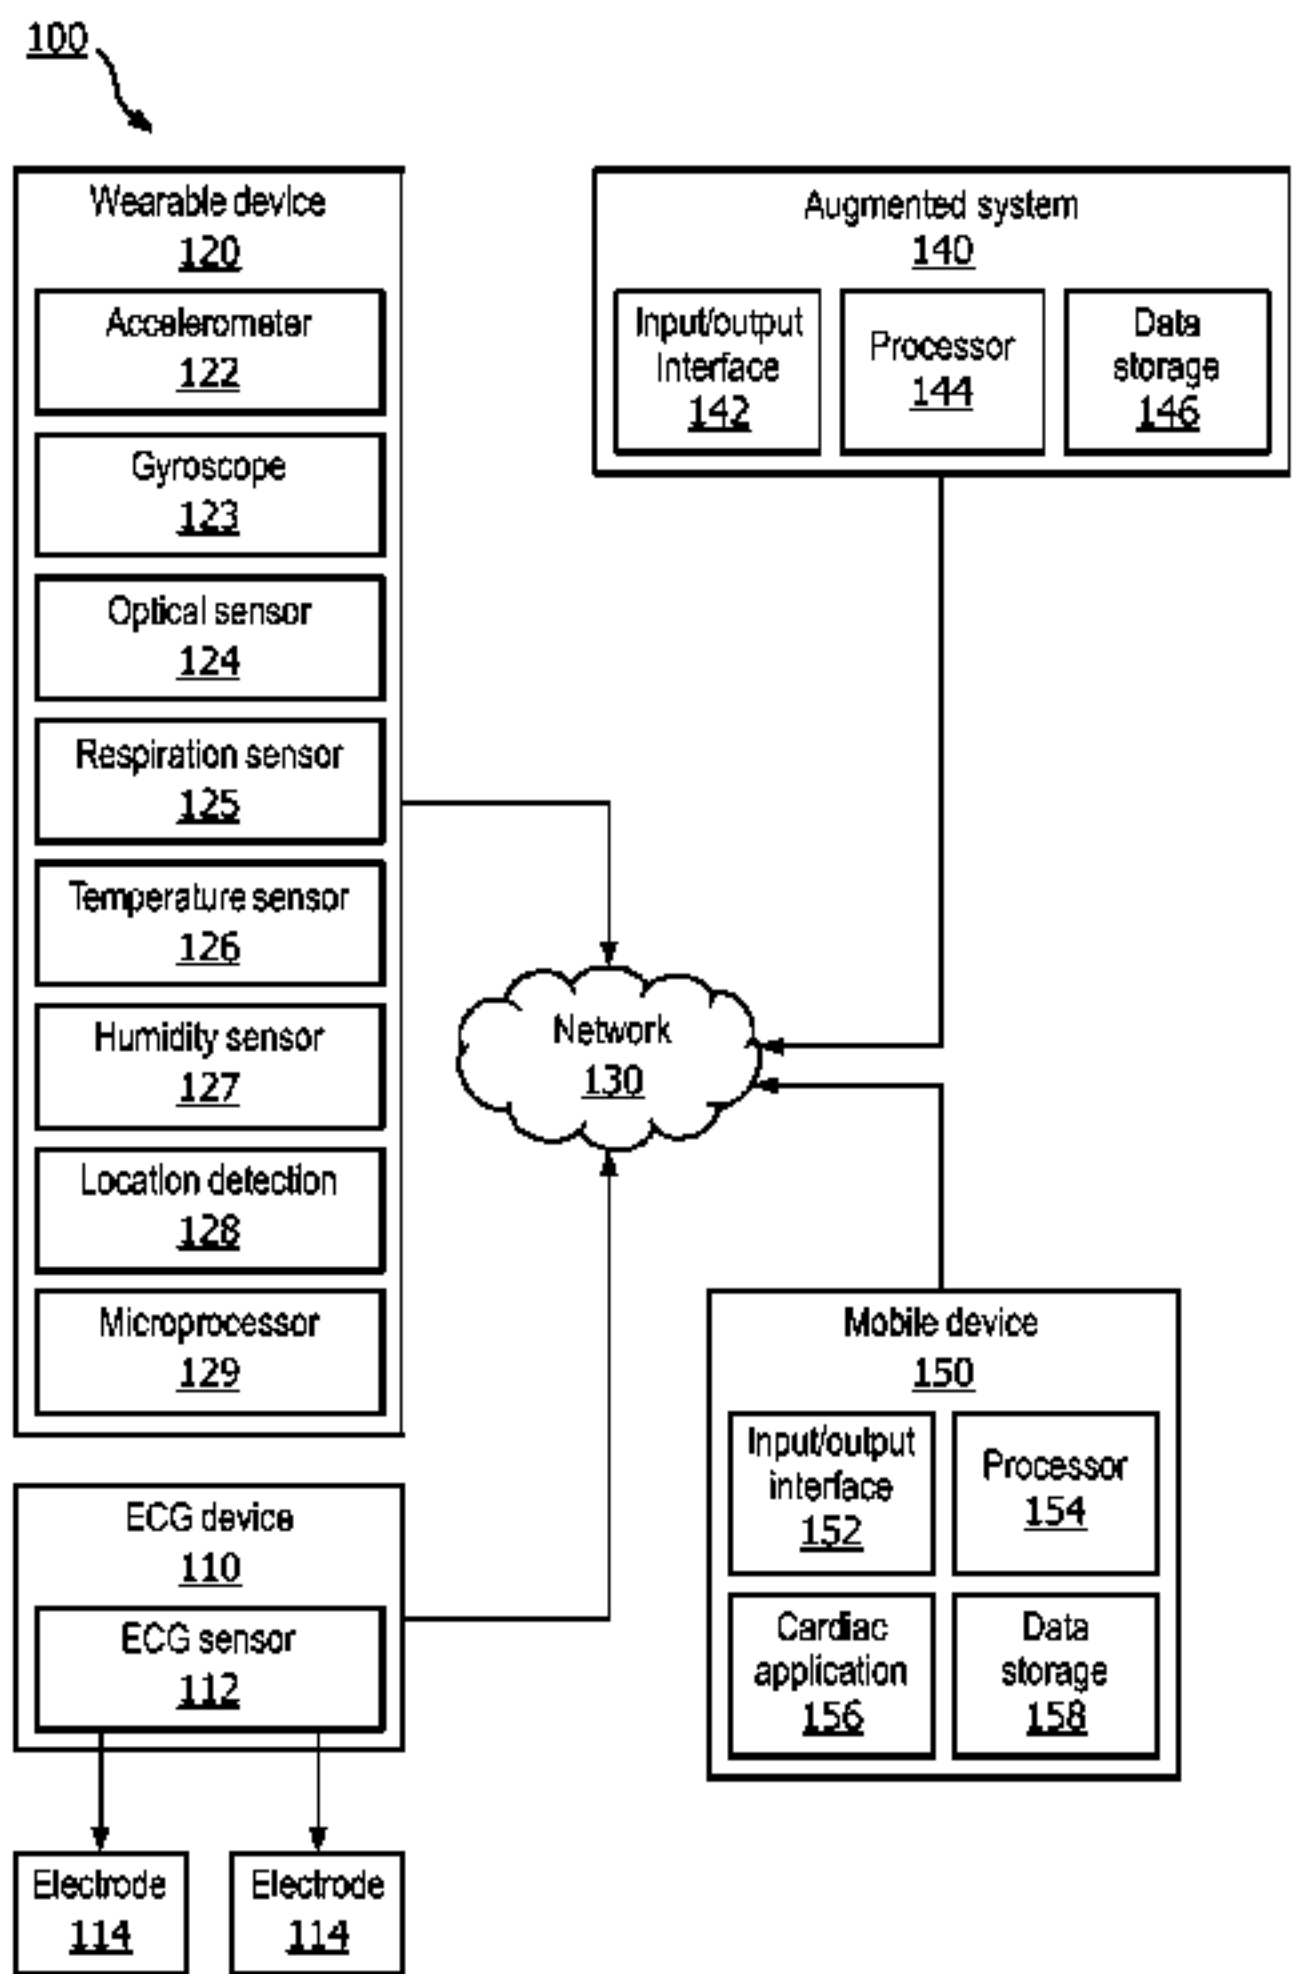 100
Wearable device
120
Accelerometer
122
Gyroscope
123
Optical sensor
124
Respiration sensor
125
Temperature sensor
126
Humidity sensor
127
Location detection
128
Microprocessor
129
ECG device
110
ECG sensor
112
Electrode
114
Electrode
114
Network
130
Augmented system
140
Input/output
Interface
142
Processor
144
Data
storage
146
Mobile device
150
Input/output
interface
152
Processor
154
Cardiac
application
156
Data
storage
158